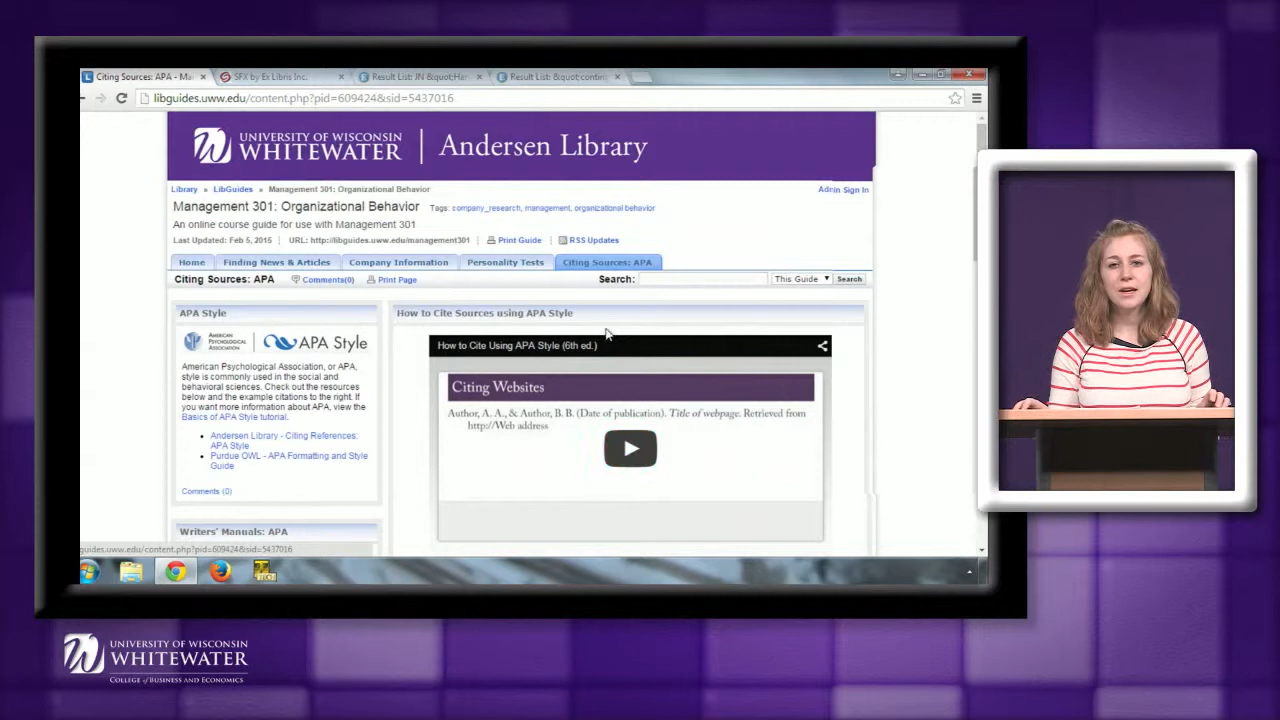 Citing Sources: APA - Ma
SFX by Ex Libris Inc.
Result List: JN &quot;Har
Result List: &quot;contin
libguides.uww.edu/content.php?pid=609424&sid=5437016
W
UNIVERSITY OF WISCONSIN
WHITEWATER
Andersen Library
Library » LibGuides » Management 301: Organizational Behavior
Admin Sign In
Management 301: Organizational Behavior
Tags: company_research, management, organizational behavior
An online course guide for use with Management 301
Last Updated: Feb 5, 2015 | URL: http://libguides.uww.edu/management301 | Print Guide | RSS Updates
Home
Finding News & Articles
Company Information
Personality Tests
Citing Sources: APA
Citing Sources: APA
Comments(0)
Print Page
Search:
This Guide
Search
APA Style
AMERICAN
PSYCHOLOGICAL
ASSOCIATION
APA Style
American Psychological Association, or APA,
style is commonly used in the social and
behavioral sciences. Check out the resources
below and the example citations to the right. If
you want more information about APA, view the
Basics of APA Style tutorial.
Andersen Library - Citing References:
APA Style
Purdue OWL - APA Formatting and Style
Guide
Comments (0)
Writers' Manuals: APA
How to Cite Sources using APA Style
How to Cite Using APA Style (6th ed.)
Citing Websites
Author, A. A., & Author, B. B. (Date of publication). Title of webpage. Retrieved from
http://Web address
guides.uww.edu/content.php?pid=609424&sid=5437016
W
UNIVERSITY OF WISCONSIN
WHITEWATER
COLLEGE of BUSINESS AND ECONOMICS